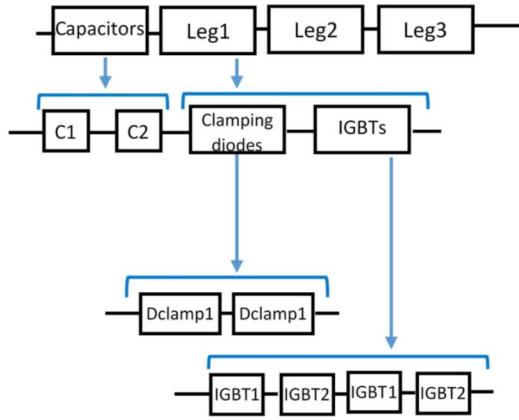 Capacitors
Leg1
Leg2
Leg3
C1
C2
Clamping
diodes
IGBTs
Dclamp1
Dclamp1
IGBT1
IGBT2
IGBT1
IGBT2